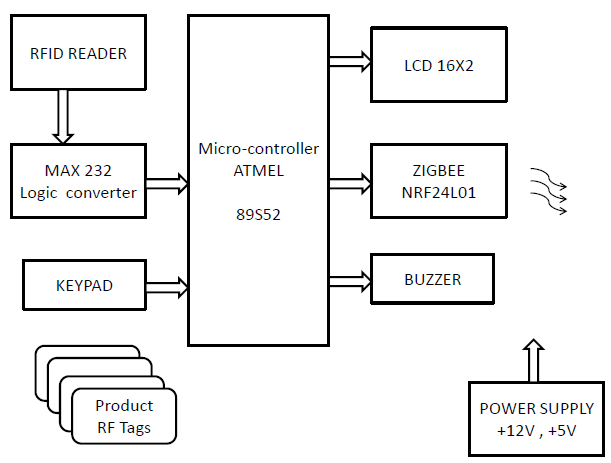 RFID READER
MAX 232
Logic converter
KEYPAD
Product
RF Tags
Micro-controller
ATMEL
89S52
LCD 16X2
ZIGBEE
NRF24L01
BUZZER
POWER SUPPLY
+12V , +5V